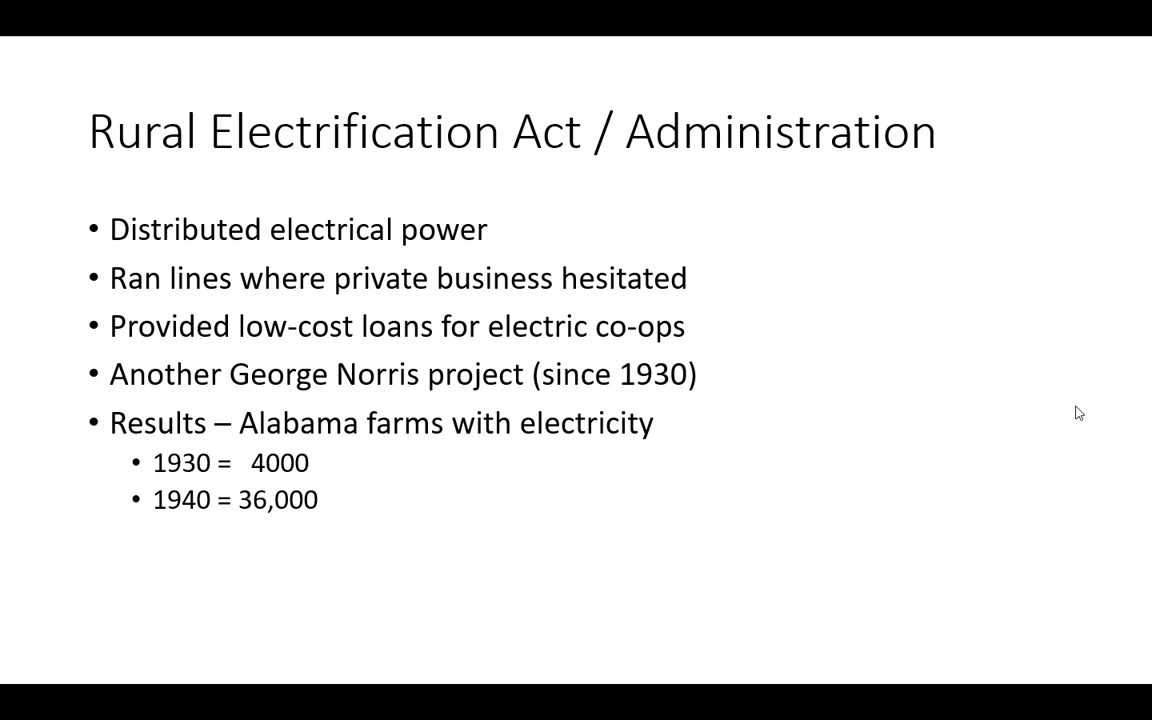 Rural Electrification Act / Administration
• Distributed electrical power
• Ran lines where private business hesitated
• Provided low-cost loans for electric co-ops
• Another George Norris project (since 1930)
• Results – Alabama farms with electricity
• 1930 =   4000
• 1940 = 36,000